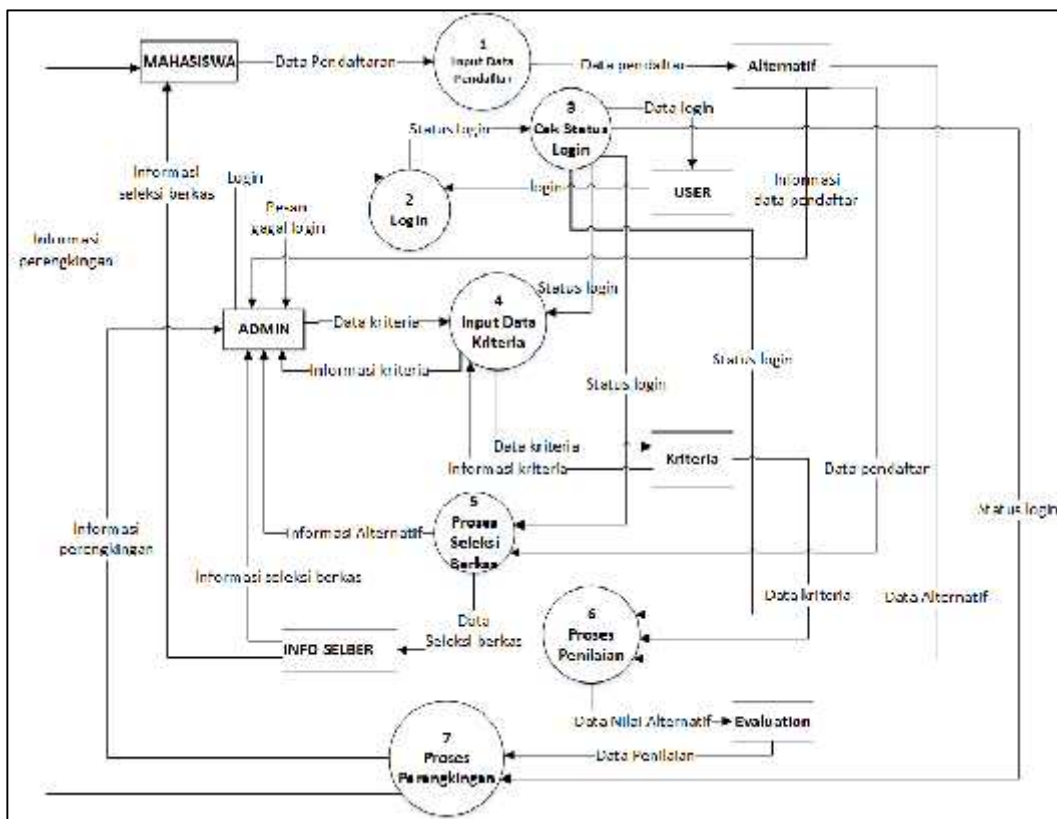 MAHASISWA
Data Pendaftaran
1
Input Data
Pendaftar
Data pendaftar
Alternatif
3
Cek Status
Login
Data login
Status login
Informasi
seleksi berkas
Login
2
Login
login
USER
Informasi
data pendaftar
Pesan
gagal login
Informasi
perengkingan
ADMIN
Data kriteria
4
Input Data
Kriteria
Status login
Informasi kriteria
Status login
Status login
Data kriteria
Informasi kriteria
Kriteria
Data pendaftar
Status login
Informasi
perengkingan
Informasi Alternatif
5
Proses
Seleksi
Berkas
Informasi seleksi berkas
Data
Seleksi berkas
INFO SELBER
6
Proses
Penilaian
Data kriteria
Data Alternatif
Data Nilai Alternatif
Evaluation
7
Proses
Perangkingan
Data Penilaian